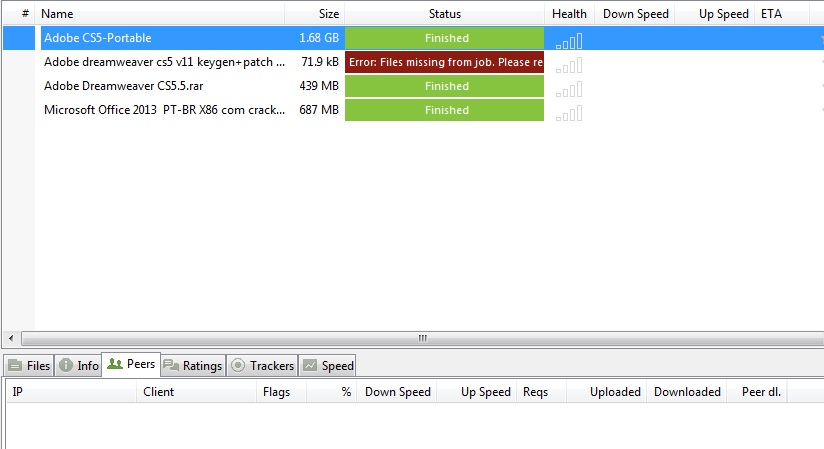 # Name Size Status Health Down Speed Up Speed ETA
Adobe CS5-Portable 1.68 GB Finished
Adobe dreamweaver cs5 v11 keygen+patch ... 71.9 kB Error: Files missing from job. Please re
Adobe Dreamweaver CS5.5.rar 439 MB Finished
Microsoft Office 2013 PT-BR X86 com crack... 687 MB Finished
Files Info Peers Ratings Trackers Speed
IP Client Flags % Down Speed Up Speed Reqs Uploaded Downloaded Peer dl.